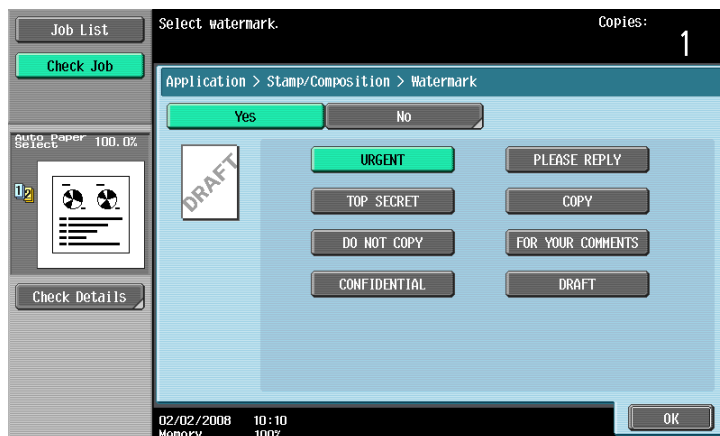 Job List
Check Job
Select watermark.
Copies:
1
Application > Stamp/Composition > Watermark
Yes
No
Auto Paper
Select
100.0%
1 2
DRAFT
URGENT
PLEASE REPLY
TOP SECRET
COPY
DO NOT COPY
FOR YOUR COMMENTS
CONFIDENTIAL
DRAFT
Check Details
02/02/2008 10:10
Memory 100%
OK